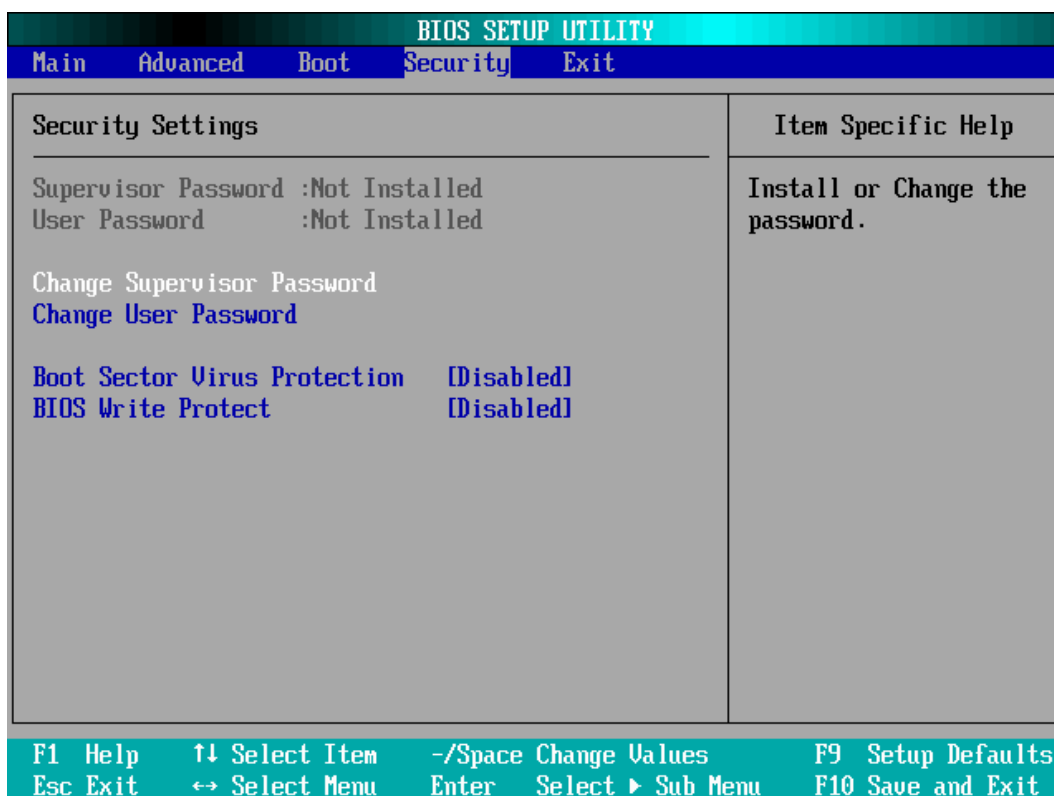 BIOS SETUP UTILITY
Main Advanced Boot Security Exit
Security Settings
Supervisor Password :Not Installed
User Password :Not Installed
Change Supervisor Password
Change User Password
Boot Sector Virus Protection [Disabled]
BIOS Write Protect [Disabled]
Item Specific Help
Install or Change the
password.
F1 Help ↑↓ Select Item -/Space Change Values F9 Setup Defaults
Esc Exit ↔ Select Menu Enter Select ▶ Sub Menu F10 Save and Exit